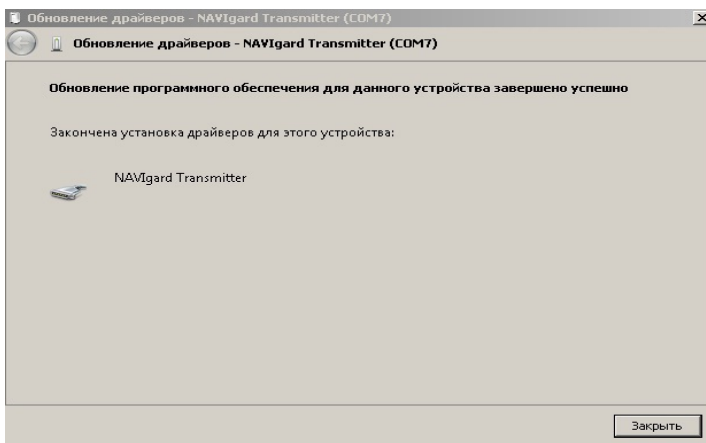 Обновление драйверов - NAVIgard Transmitter (COM7)
Обновление драйверов - NAVIgard Transmitter (COM7)
Обновление программного обеспечения для данного устройства завершено успешно
Закончена установка драйверов для этого устройства:
NAVIgard Transmitter
Закрыть